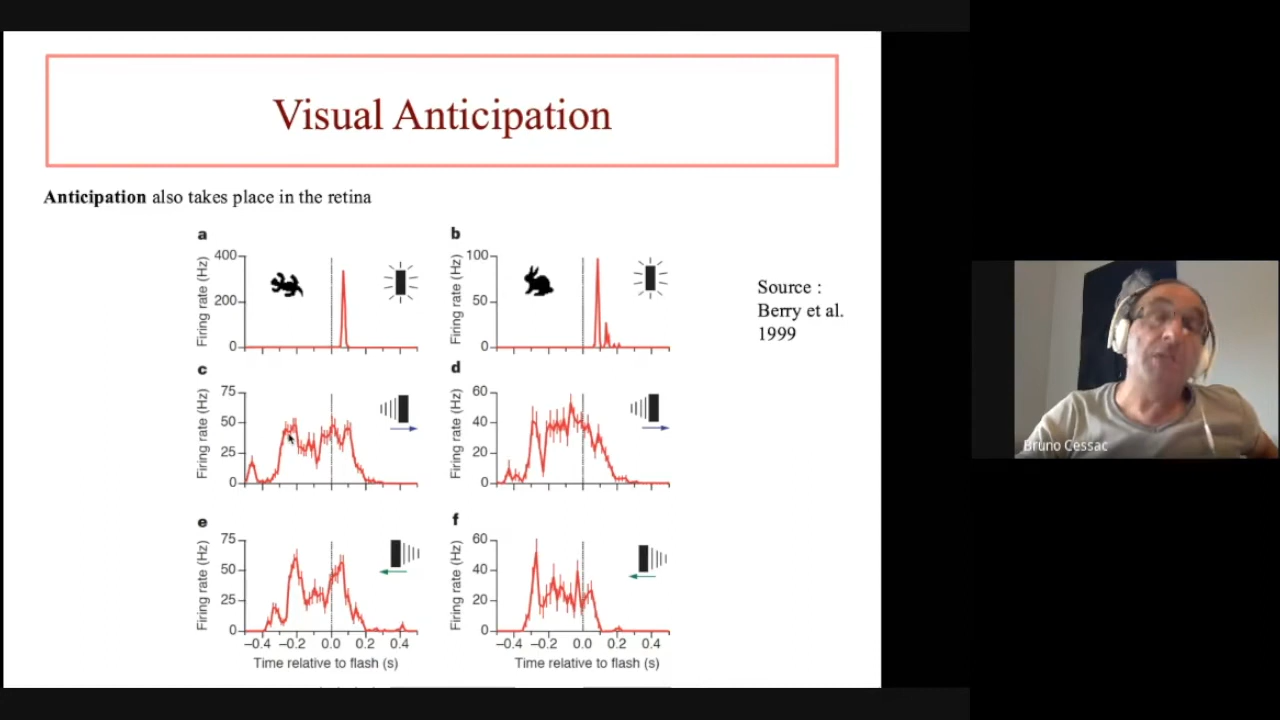 Visual Anticipation
Anticipation also takes place in the retina
a
b
400
200
0
Firing rate (Hz)
100
50
0
Firing rate (Hz)
Source :
Berry et al.
1999
c
d
75
50
25
0
Firing rate (Hz)
60
40
20
0
Firing rate (Hz)
Bruno Cessac
e
f
75
50
25
0
Firing rate (Hz)
60
40
20
0
Firing rate (Hz)
−0.4 −0.2 0.0 0.2 0.4
−0.4 −0.2 0.0 0.2 0.4
Time relative to flash (s)
Time relative to flash (s)